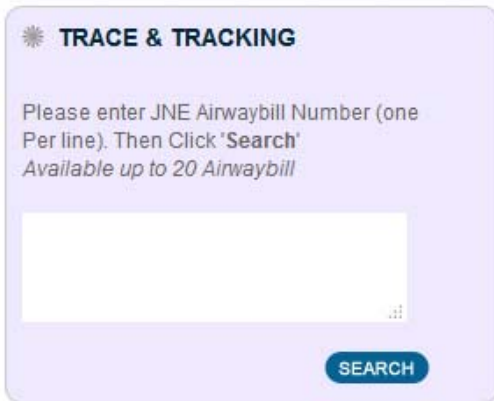 TRACE & TRACKING
Please enter JNE Airwaybill Number (one
Per line). Then Click 'Search'
Available up to 20 Airwaybill
SEARCH